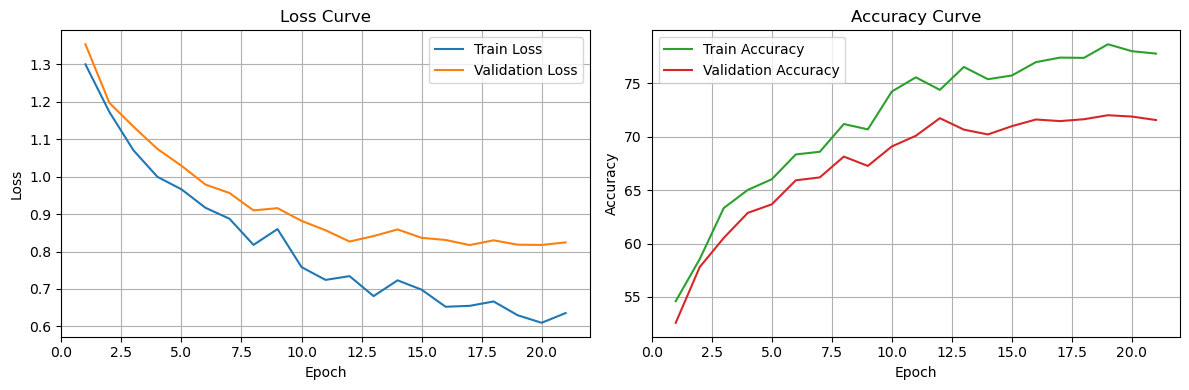 Loss Curve
Train Loss
Validation Loss
Loss
1.3
1.2
1.1
1.0
0.9
0.8
0.7
0.6
0.0 2.5 5.0 7.5 10.0 12.5 15.0 17.5 20.0
Epoch
Accuracy Curve
Train Accuracy
Validation Accuracy
Accuracy
75
70
65
60
55
0.0 2.5 5.0 7.5 10.0 12.5 15.0 17.5 20.0
Epoch